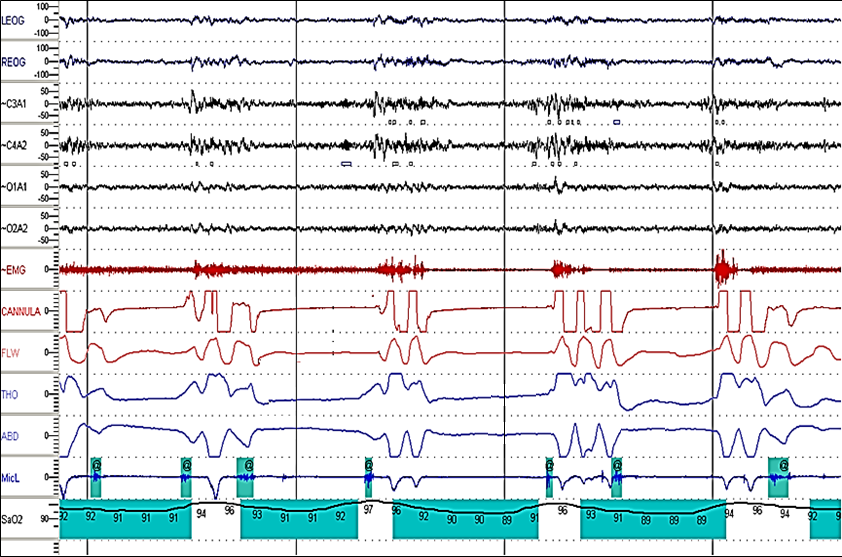 LEOG 100 0 -100
REOG 100 0 -100
~C3A1 50 0 -50
~C4A2 50 0 -50
~O1A1 50 0 -50
~O2A2 50 0 -50
~EMG 0
CANNULA 0
FLW 0
THO 0
ABD 0
MicL 0 @ @ @ @ @ @ @
SaO2 90 92 92 91 91 91 94 96 93 91 91 92 97 96 92 90 90 89 91 96 93 91 89 89 89 94 96 94 92